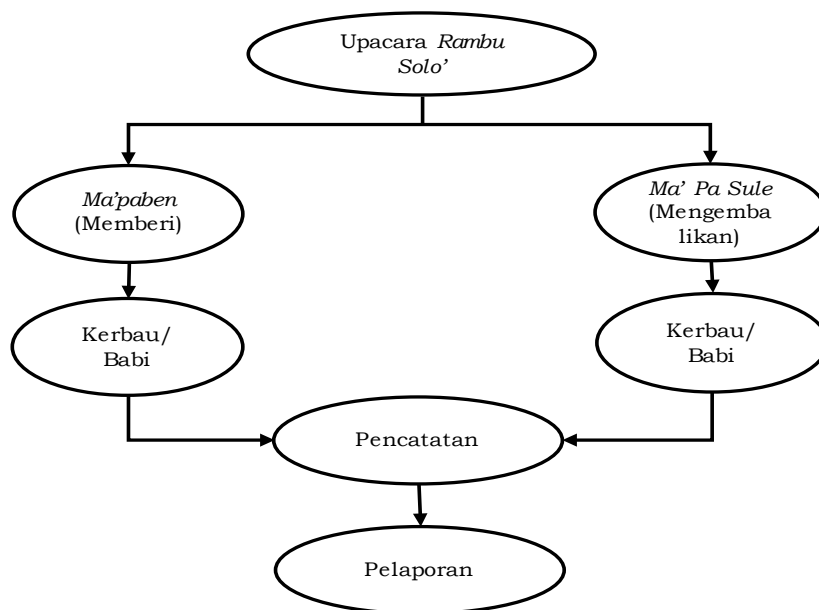 Upacara Rambu
Solo’
Ma’paben
(Memberi)
Ma’ Pa Sule
(Mengemba
likan)
Kerbau/
Babi
Kerbau/
Babi
Pencatatan
Pelaporan